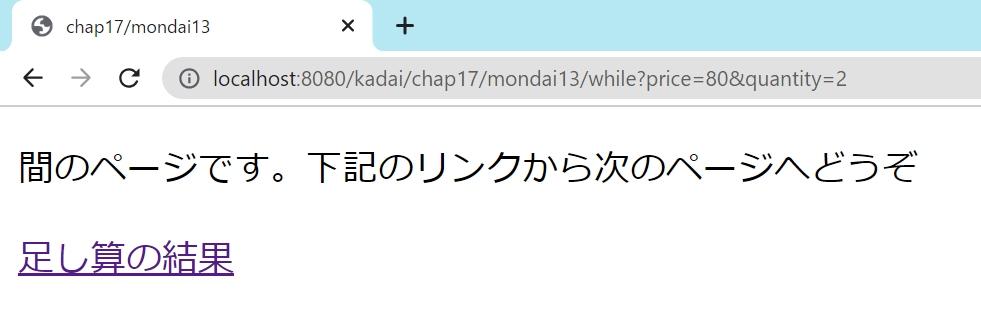 chap17/mondai13
localhost:8080/kadai/chap17/mondai13/while?price=80&quantity=2
間のページです。下記のリンクから次のページへどうぞ
足し算の結果